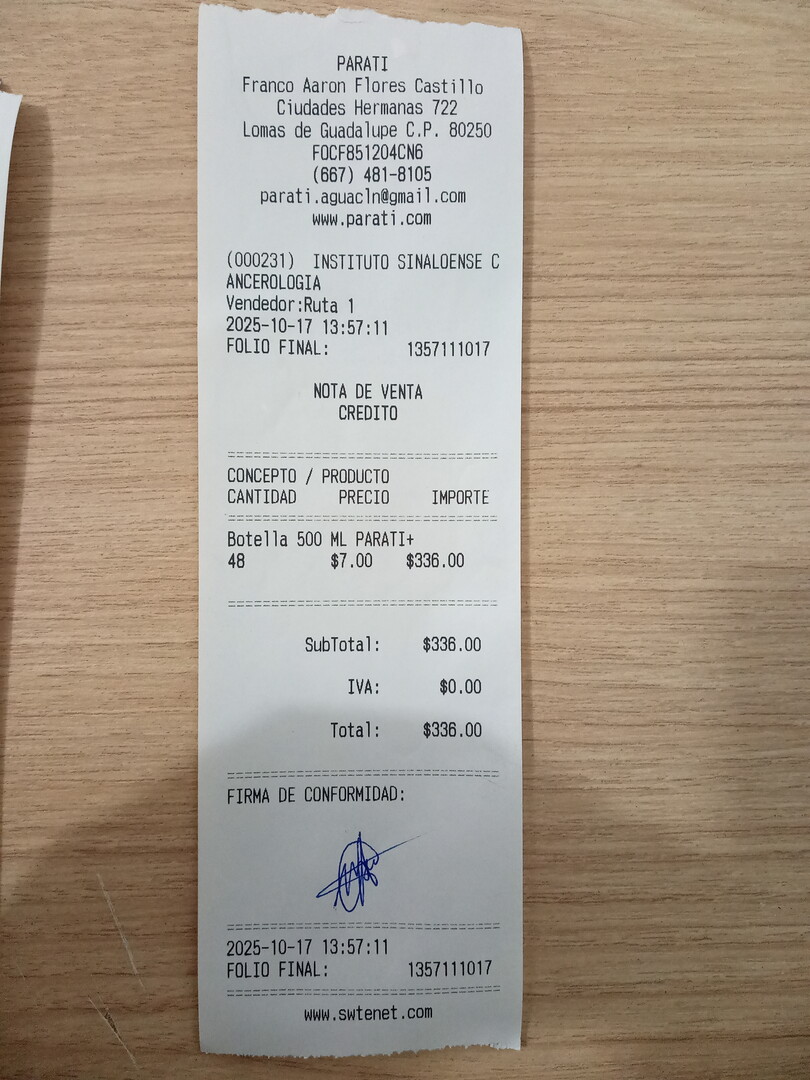 PARATI
Franco Aaron Flores Castillo
Ciudades Hermanas 722
Lomas de Guadalupe C.P. 80250
FOCF851204CN6
(667) 481-8105
parati.aguacln@gmail.com
www.parati.com
(000231) INSTITUTO SINALOENSE C
ANCEROLOGIA
Vendedor:Ruta 1
2025-10-17 13:57:11
FOLIO FINAL: 1357111017
NOTA DE VENTA
CREDITO
================================
CONCEPTO / PRODUCTO
CANTIDAD PRECIO IMPORTE
================================
Botella 500 ML PARATI+
48 $7.00 $336.00
================================
SubTotal: $336.00
IVA: $0.00
Total: $336.00
================================
FIRMA DE CONFORMIDAD:
================================
2025-10-17 13:57:11
FOLIO FINAL: 1357111017
================================
www.swtenet.com